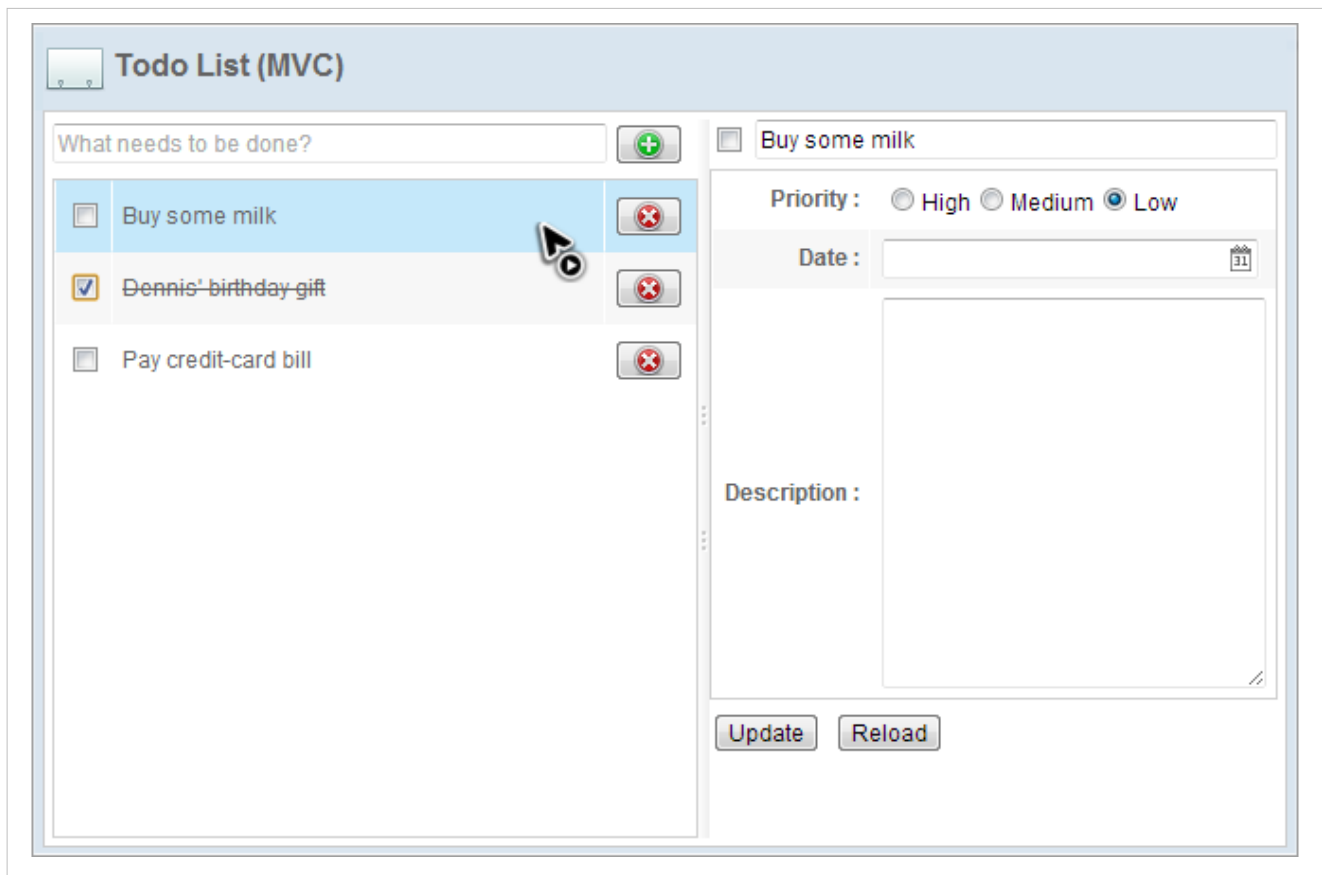 Todo List (MVC)
What needs to be done?
Buy some milk
Dennis' birthday gift
Pay credit-card bill
Buy some milk
Priority : High Medium Low
Date : 31
Description :
Update Reload